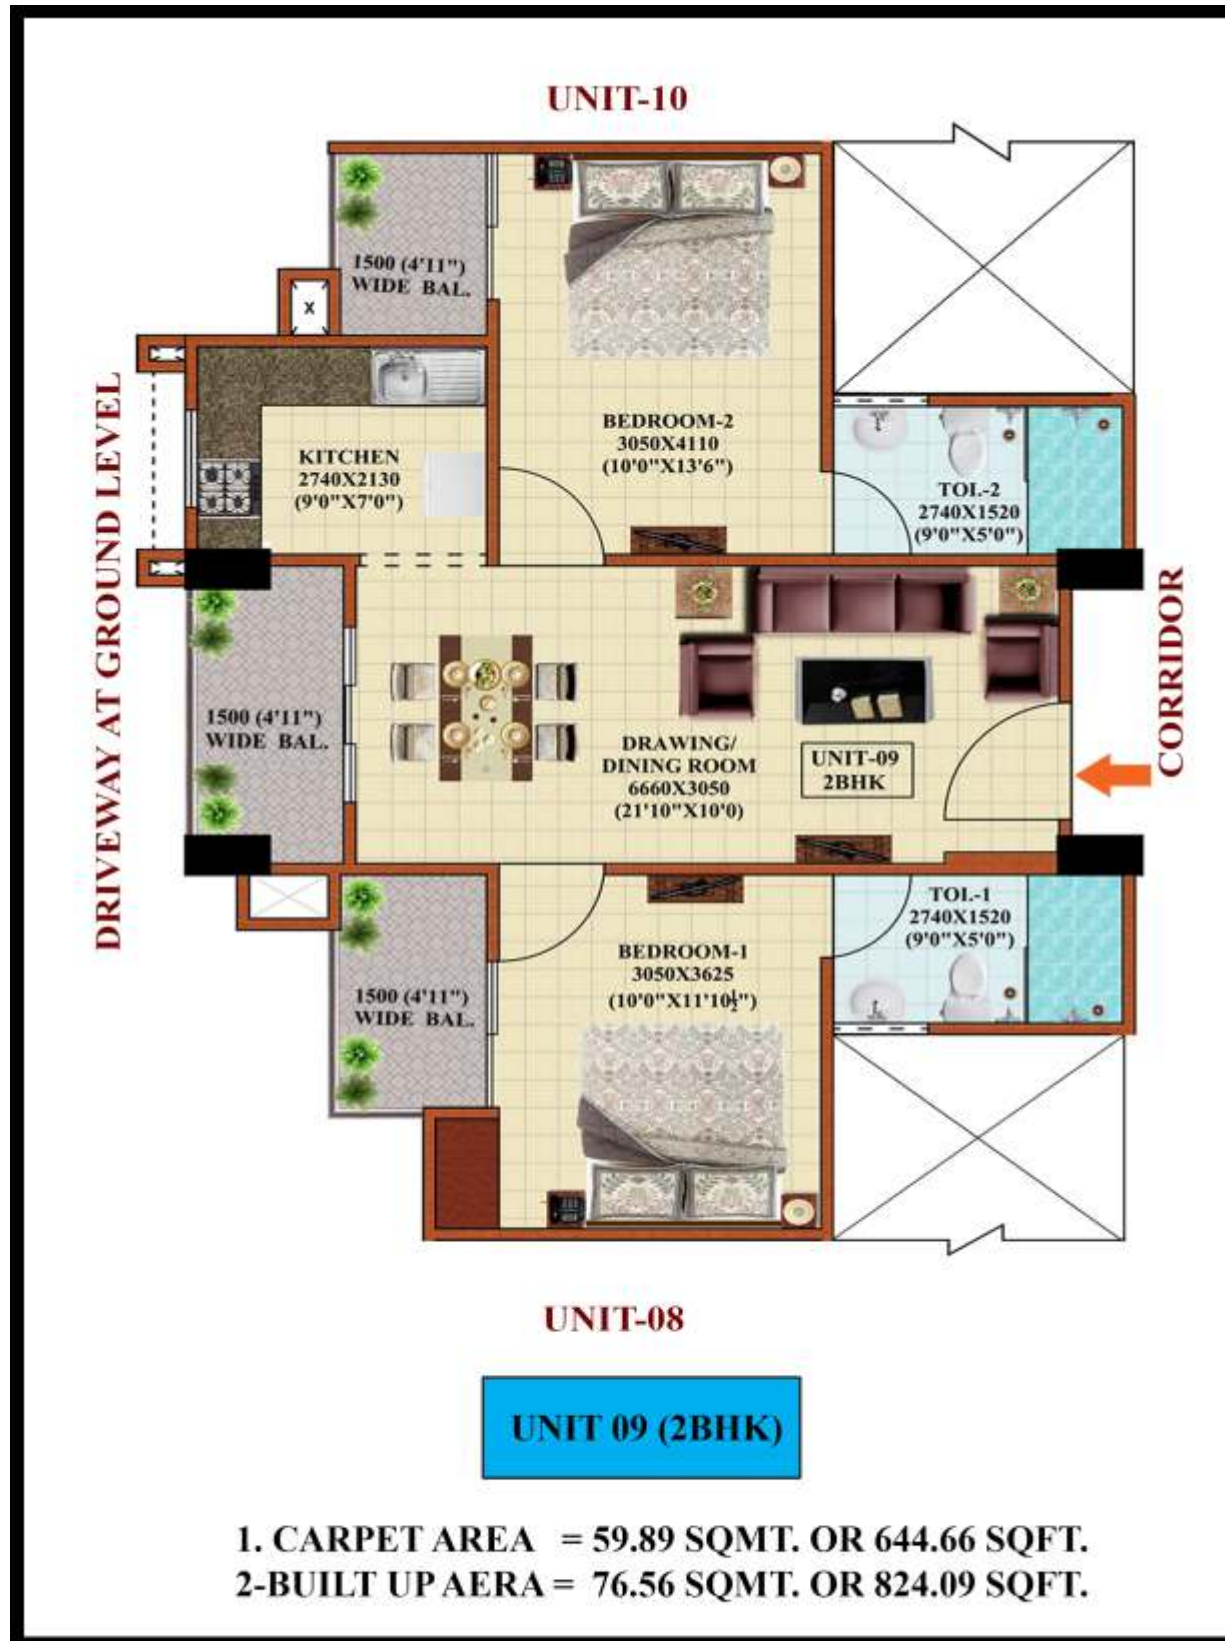 UNIT-10
1500 (4'11")
WIDE BAL.
X
BEDROOM-2
3050X4110
(10'0"X13'6")
KITCHEN
2740X2130
(9'0"X7'0")
TOI.-2
2740X1520
(9'0"X5'0")
DRIVEWAY AT GROUND LEVEL
CORRIDOR
1500 (4'11")
WIDE BAL.
DRAWING/
DINING ROOM
6660X3050
(21'10"X10'0)
UNIT-09
2BHK
TOI.-1
2740X1520
(9'0"X5'0")
BEDROOM-1
3050X3625
(10'0"X11'10½")
1500 (4'11")
WIDE BAL.
UNIT-08
UNIT 09 (2BHK)
1. CARPET AREA = 59.89 SQMT. OR 644.66 SQFT.
2-BUILT UP AERA = 76.56 SQMT. OR 824.09 SQFT.